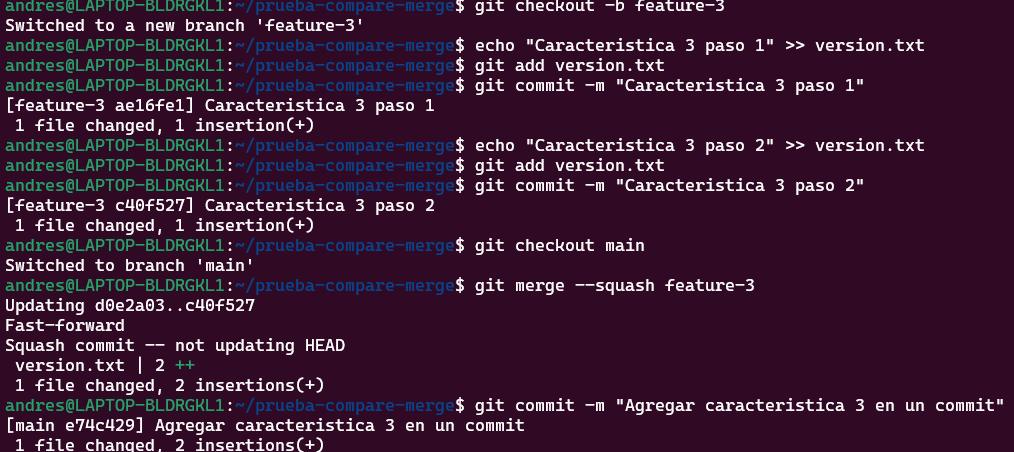 andres@LAPTOP-BLDRGKL1:~/prueba-compare-merge$ git checkout -b feature-3
Switched to a new branch 'feature-3'
andres@LAPTOP-BLDRGKL1:~/prueba-compare-merge$ echo "Caracteristica 3 paso 1" >> version.txt
andres@LAPTOP-BLDRGKL1:~/prueba-compare-merge$ git add version.txt
andres@LAPTOP-BLDRGKL1:~/prueba-compare-merge$ git commit -m "Caracteristica 3 paso 1"
[feature-3 ae16fe1] Caracteristica 3 paso 1
 1 file changed, 1 insertion(+)
andres@LAPTOP-BLDRGKL1:~/prueba-compare-merge$ echo "Caracteristica 3 paso 2" >> version.txt
andres@LAPTOP-BLDRGKL1:~/prueba-compare-merge$ git add version.txt
andres@LAPTOP-BLDRGKL1:~/prueba-compare-merge$ git commit -m "Caracteristica 3 paso 2"
[feature-3 c40f527] Caracteristica 3 paso 2
 1 file changed, 1 insertion(+)
andres@LAPTOP-BLDRGKL1:~/prueba-compare-merge$ git checkout main
Switched to branch 'main'
andres@LAPTOP-BLDRGKL1:~/prueba-compare-merge$ git merge --squash feature-3
Updating d0e2a03..c40f527
Fast-forward
Squash commit -- not updating HEAD
 version.txt | 2 ++
 1 file changed, 2 insertions(+)
andres@LAPTOP-BLDRGKL1:~/prueba-compare-merge$ git commit -m "Agregar caracteristica 3 en un commit"
[main e74c429] Agregar caracteristica 3 en un commit
 1 file changed, 2 insertions(+)